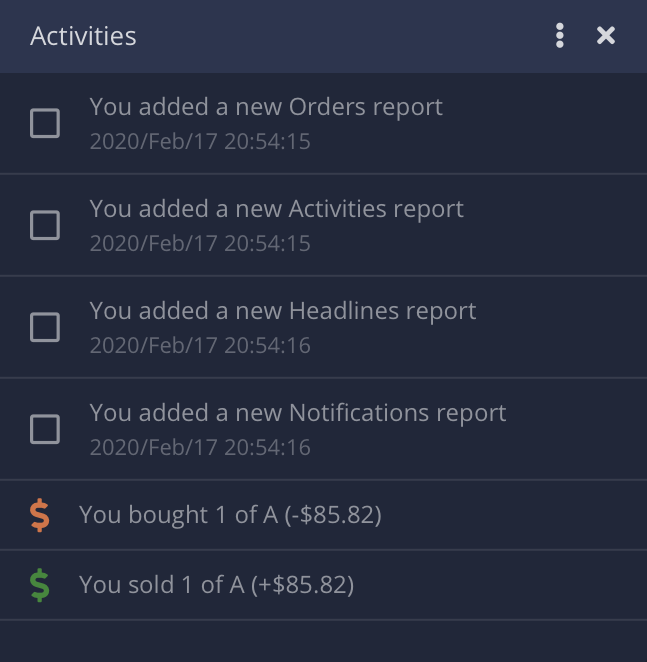 Activities
You added a new Orders report
2020/Feb/17 20:54:15
You added a new Activities report
2020/Feb/17 20:54:15
You added a new Headlines report
2020/Feb/17 20:54:16
You added a new Notifications report
2020/Feb/17 20:54:16
$ You bought 1 of A (-$85.82)
$ You sold 1 of A (+$85.82)